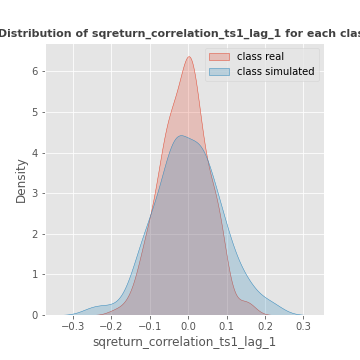 Distribution of sqreturn_correlation_ts1_lag_1 for each clas
class real
class simulated
Density
6
5
4
3
2
1
0
−0.3 −0.2 −0.1 0.0 0.1 0.2 0.3
sqreturn_correlation_ts1_lag_1